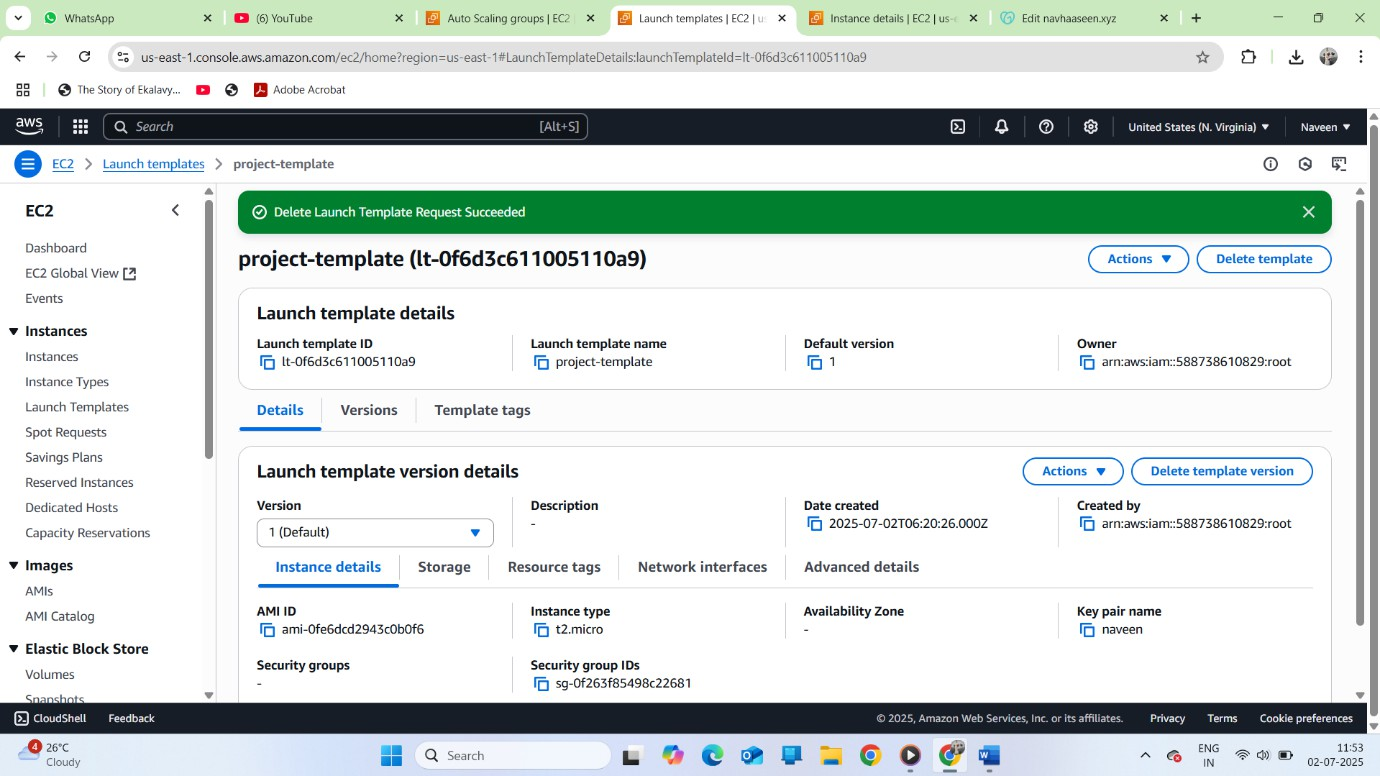 WhatsApp
(6) YouTube
Auto Scaling groups | EC2
Launch templates | EC2 | us
Instance details | EC2 | us-e
Edit navhaaseen.xyz
us-east-1.console.aws.amazon.com/ec2/home?region=us-east-1#LaunchTemplateDetails:launchTemplateId=lt-0f6d3c611005110a9
The Story of Ekalavy...
Adobe Acrobat
aws
Search
[Alt+S]
United States (N. Virginia)
Naveen
EC2
Launch templates
project-template
EC2
Dashboard
EC2 Global View
Events
Instances
Instances
Instance Types
Launch Templates
Spot Requests
Savings Plans
Reserved Instances
Dedicated Hosts
Capacity Reservations
Images
AMIs
AMI Catalog
Elastic Block Store
Volumes
Snapshots
Delete Launch Template Request Succeeded
project-template (lt-0f6d3c611005110a9)
Actions
Delete template
Launch template details
Launch template ID
lt-0f6d3c611005110a9
Launch template name
project-template
Default version
1
Owner
arn:aws:iam::588738610829:root
Details
Versions
Template tags
Launch template version details
Actions
Delete template version
Version
1 (Default)
Description
-
Date created
2025-07-02T06:20:26.000Z
Created by
arn:aws:iam::588738610829:root
Instance details
Storage
Resource tags
Network interfaces
Advanced details
AMI ID
ami-0fe6dcd2943c0b0f6
Instance type
t2.micro
Availability Zone
-
Key pair name
naveen
Security groups
-
Security group IDs
sg-0f263f85498c22681
CloudShell
Feedback
© 2025, Amazon Web Services, Inc. or its affiliates.
Privacy
Terms
Cookie preferences
4
26°C
Cloudy
Search
ENG
IN
11:53
02-07-2025